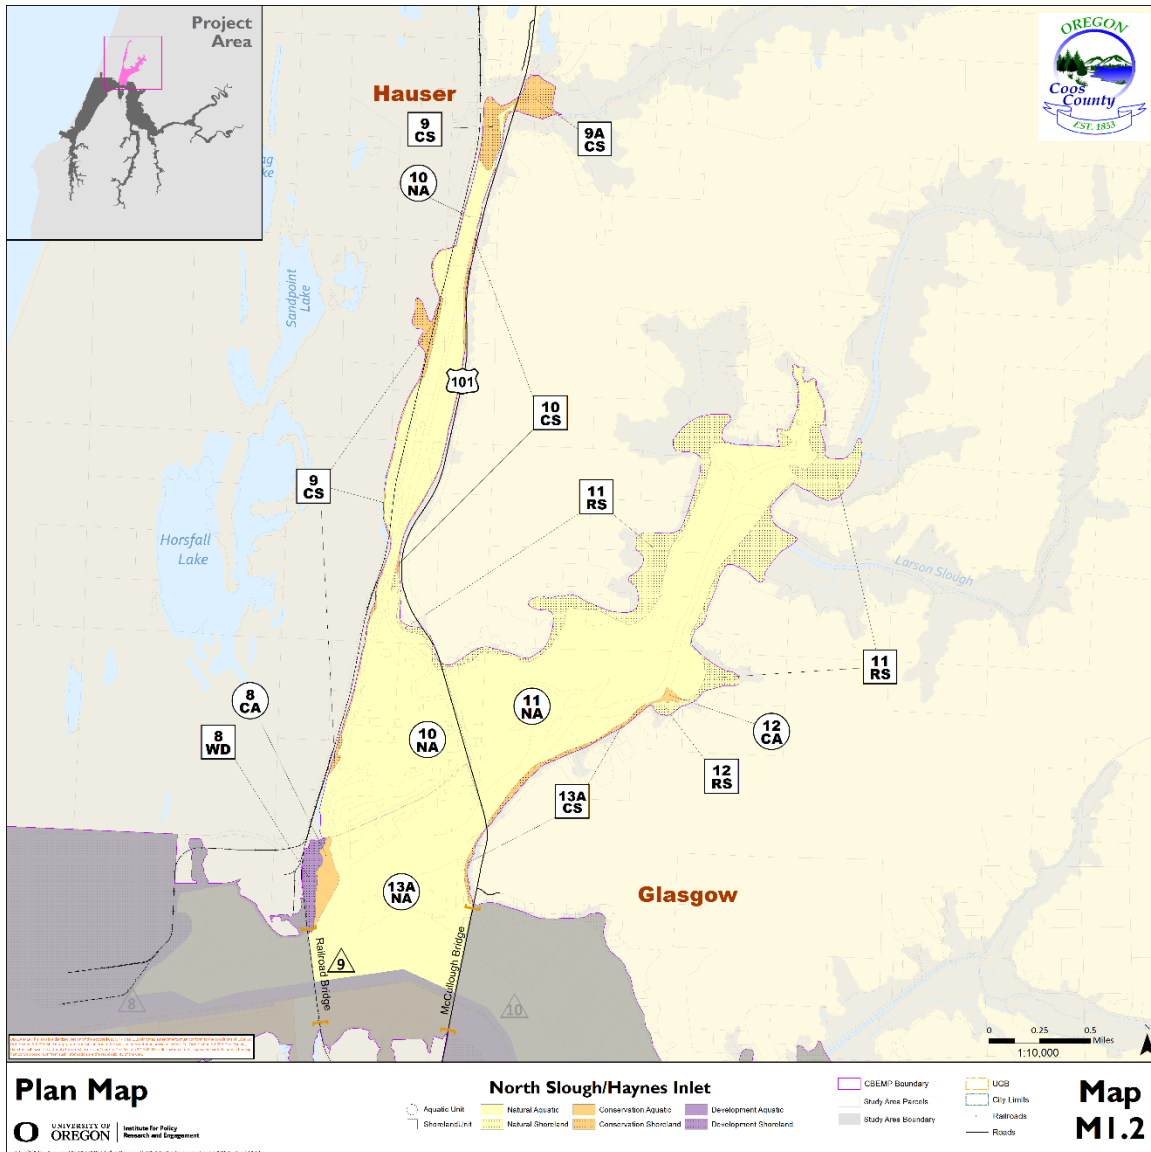 Project
Area
OREGON
Coos
County
EST. 1853
Hauser
9
CS
9A
CS
10
NA
Sandpoint
Lake
101
10
CS
9
CS
11
RS
Horsfall
Lake
Larson Slough
11
RS
8
CA
11
NA
10
NA
12
CA
8
WD
12
RS
13A
CS
13A
NA
Glasgow
Railroad Bridge
McCullough Bridge
9
8
10
0 0.25 0.5
Miles
N
1:10,000
Plan Map
North Slough/Haynes Inlet
Map
M1.2
Aquatic Unit
Shoreland Unit
Natural Aquatic
Natural Shoreland
Conservation Aquatic
Conservation Shoreland
Development Aquatic
Development Shoreland
CBEMP Boundary
Study Area Parcels
Study Area Boundary
UGB
City Limits
Railroads
Roads
UNIVERSITY OF
OREGON
Institute for Policy
Research and Engagement